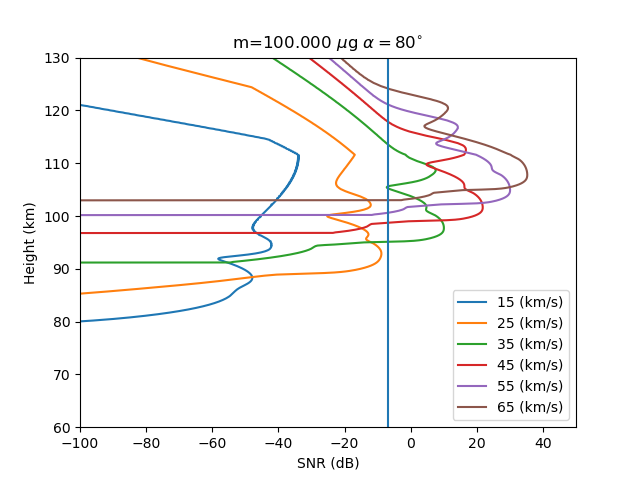 m=100.000 μg α = 80°
130
120
110
100
90
80
70
60
Height (km)
−100 −80 −60 −40 −20 0 20 40
SNR (dB)
15 (km/s)
25 (km/s)
35 (km/s)
45 (km/s)
55 (km/s)
65 (km/s)